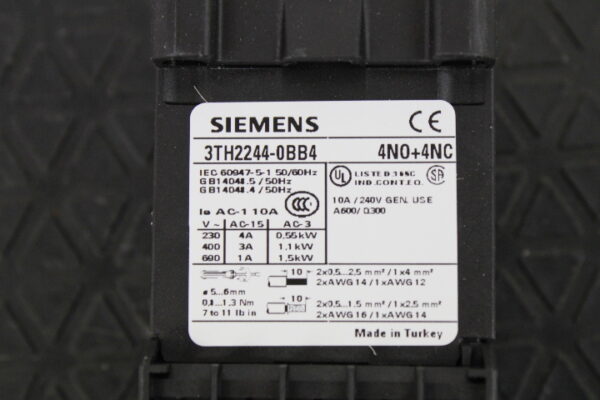 SIEMENS CE
3TH2244-0BB4 4NO+4NC
IEC 60947-5-1 50/60Hz
GB14048.5 / 50Hz
GB14048.4 / 50Hz
UL LISTED
IND.CONT.EQ.
Ie AC-1 10A CCC
10A / 240V GEN. USE
A600/
V~ AC-15 AC-3
230 4A 0.55kW
400 3A 1,1kW
690 1A 1,5kW
10 2x0,5...2,5 mm² /1x4 mm²
2xAWG14 /1xAWG12
ø 5...6mm
0,8...1,3 Nm
7 to 11 lb in
10 2x0,5...1,5 mm² /1x2,5 mm²
2xAWG16 /1xAWG14
Made in Turkey